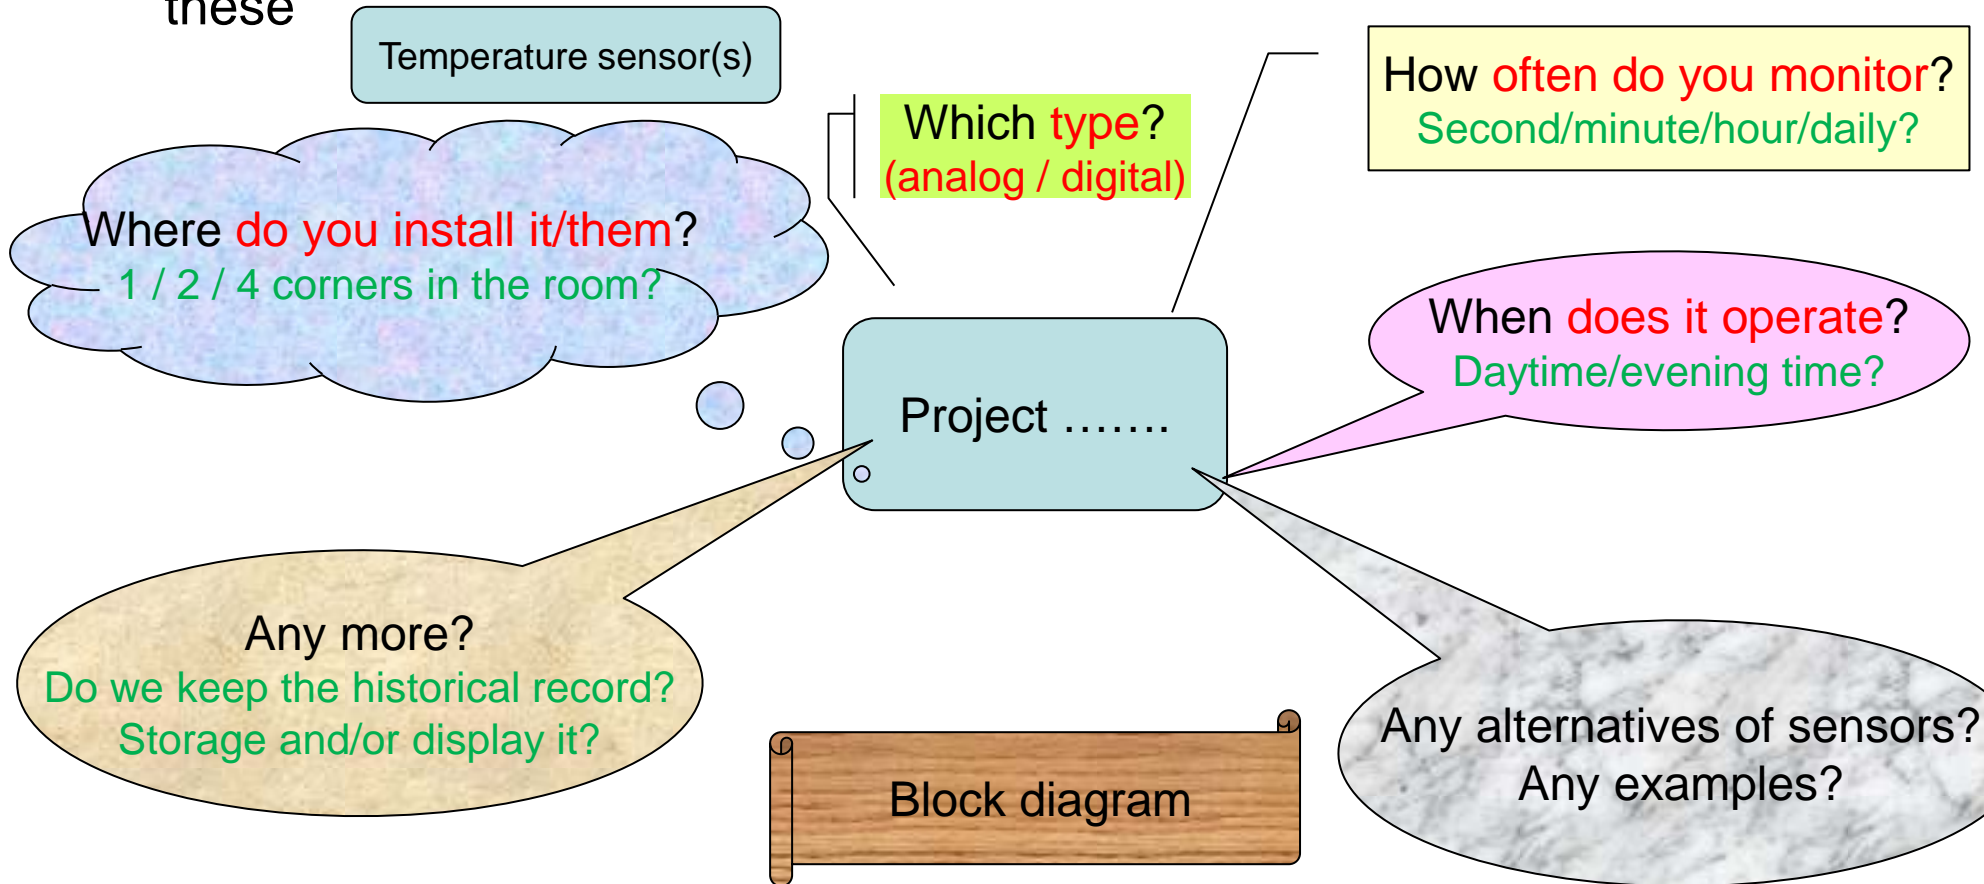 these
Temperature sensor(s)
Which type?
(analog / digital)
How often do you monitor?
Second/minute/hour/daily?
Where do you install it/them?
1 / 2 / 4 corners in the room?
When does it operate?
Daytime/evening time?
Project …….
Any more?
Do we keep the historical record?
Storage and/or display it?
Any alternatives of sensors?
Any examples?
Block diagram